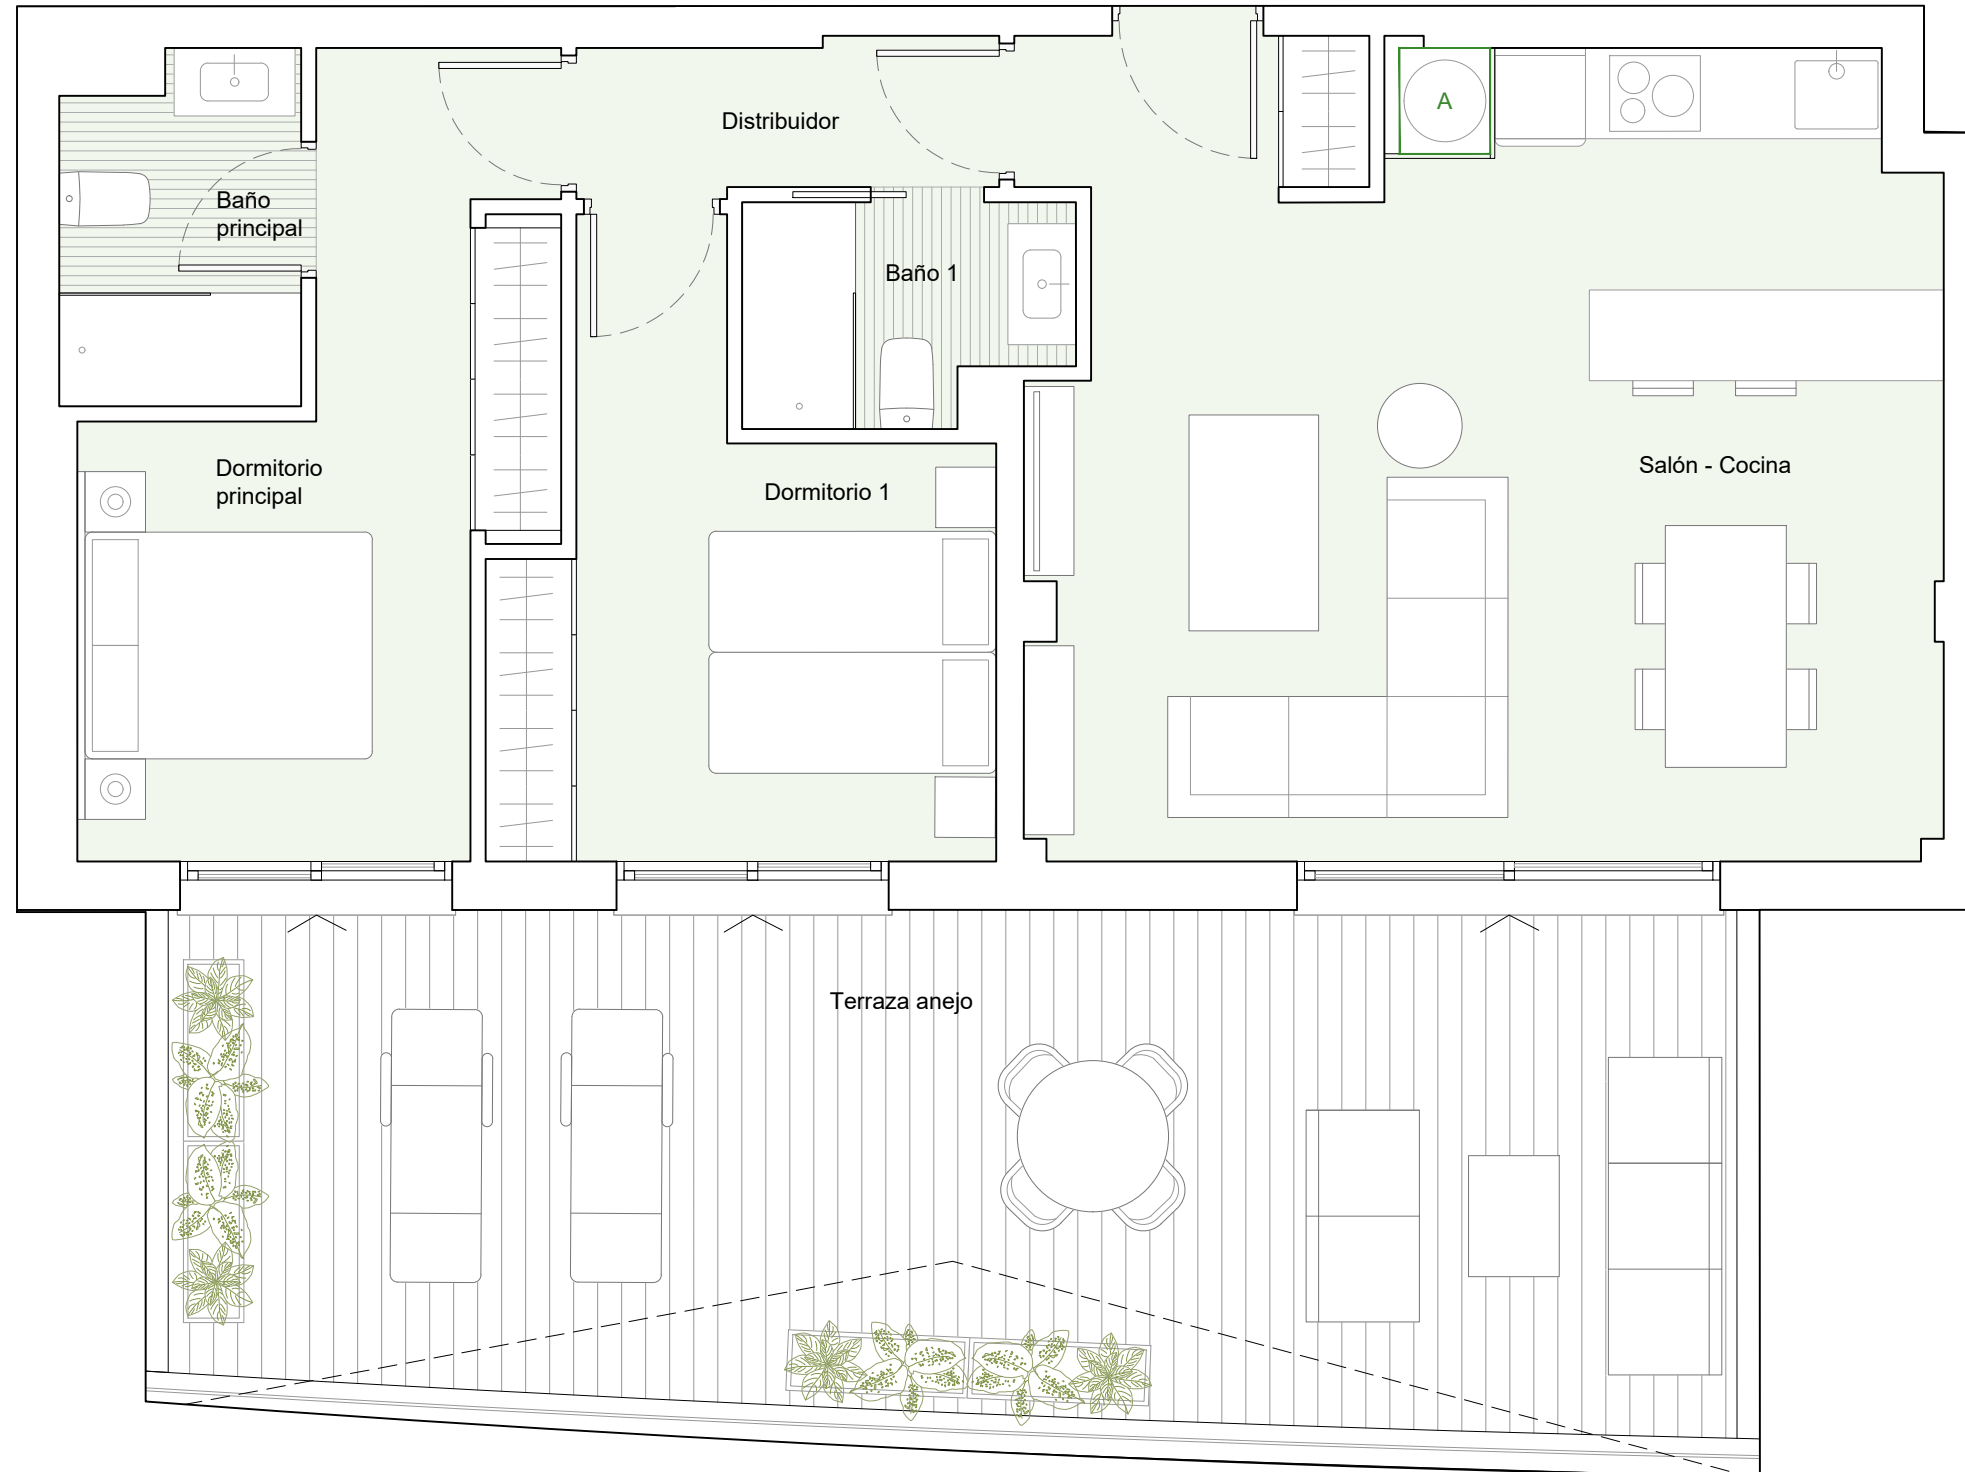 A
Distribuidor
Baño
principal
Baño 1
Dormitorio
principal
Dormitorio 1
Salón - Cocina
Terraza anejo